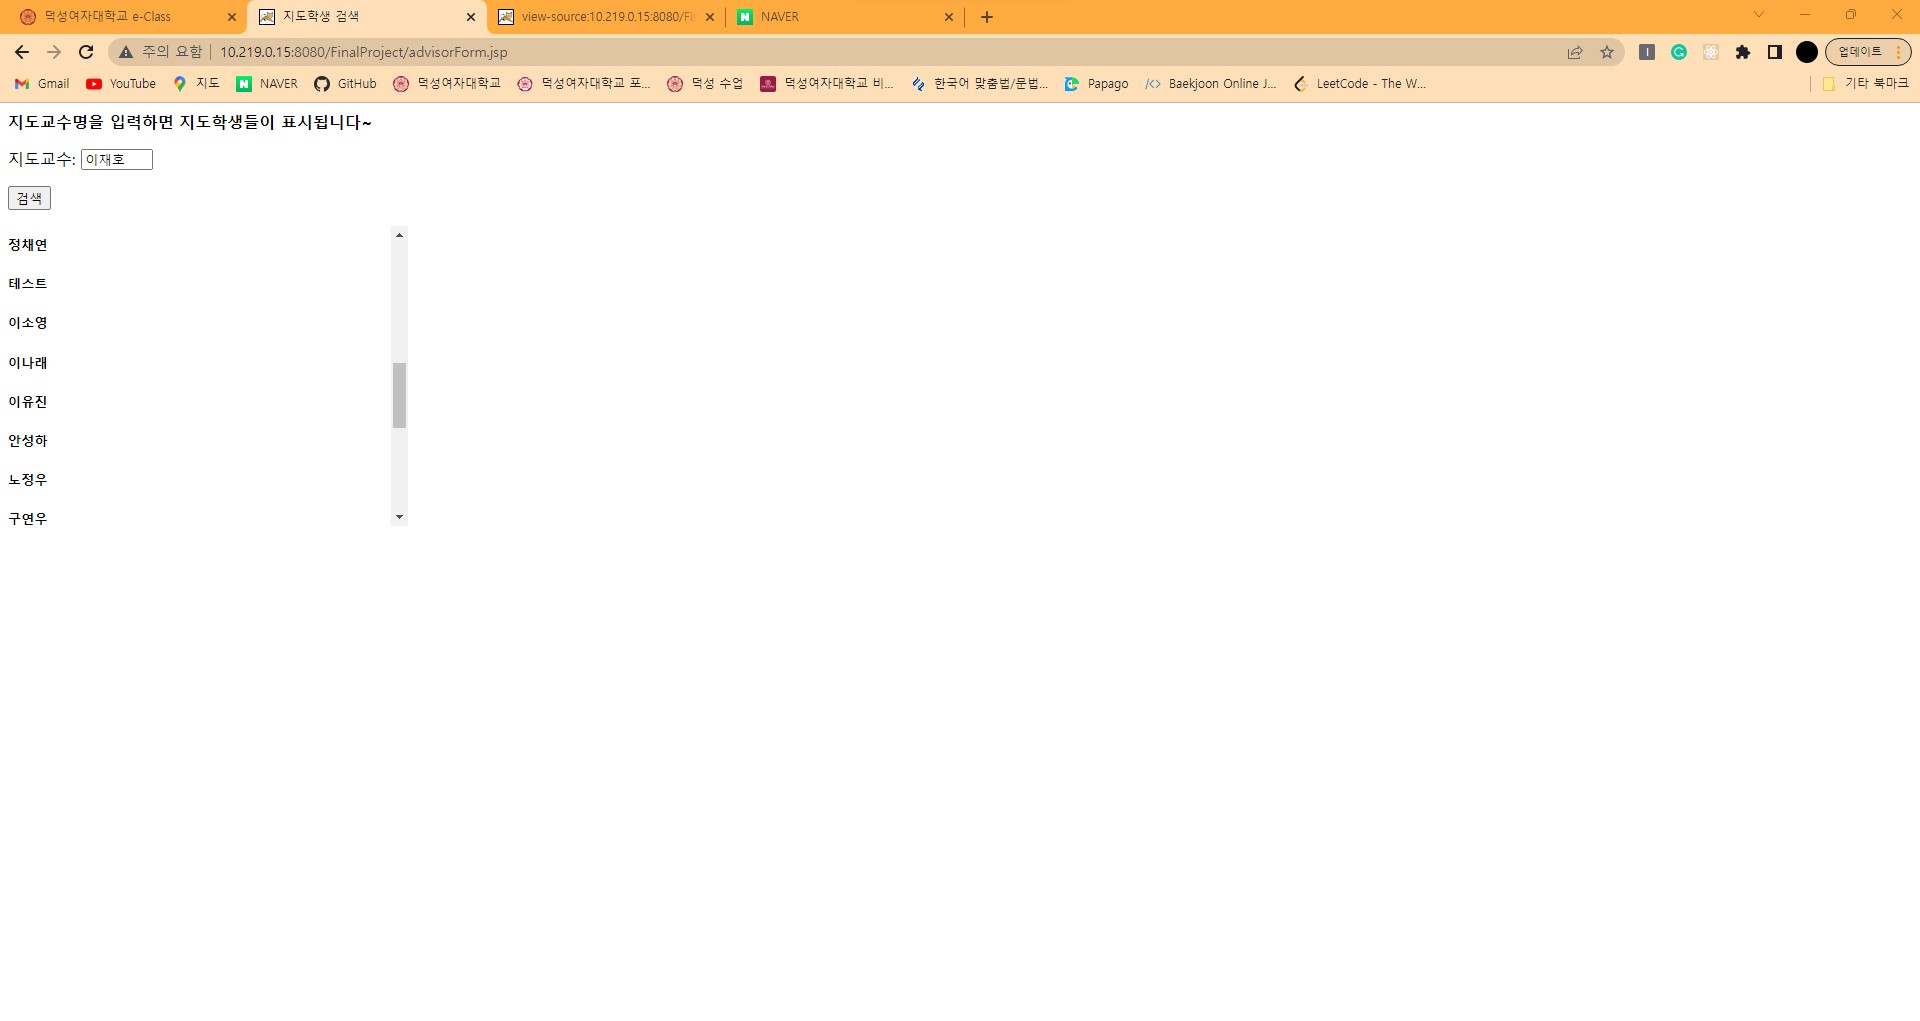 덕성여자대학교 e-Class
지도학생 검색
view-source:10.219.0.15:8080/Fi
NAVER
주의 요함 10.219.0.15:8080/FinalProject/advisorForm.jsp
업데이트
Gmail YouTube 지도 NAVER GitHub 덕성여자대학교 덕성여자대학교 포... 덕성 수업 덕성여자대학교 비... 한국어 맞춤법/문법... Papago Baekjoon Online J... LeetCode - The W... 기타 북마크
지도교수명을 입력하면 지도학생들이 표시됩니다~
지도교수: 이재호
검색
정채연
테스트
이소영
이나래
이유진
안성하
노정우
구연우